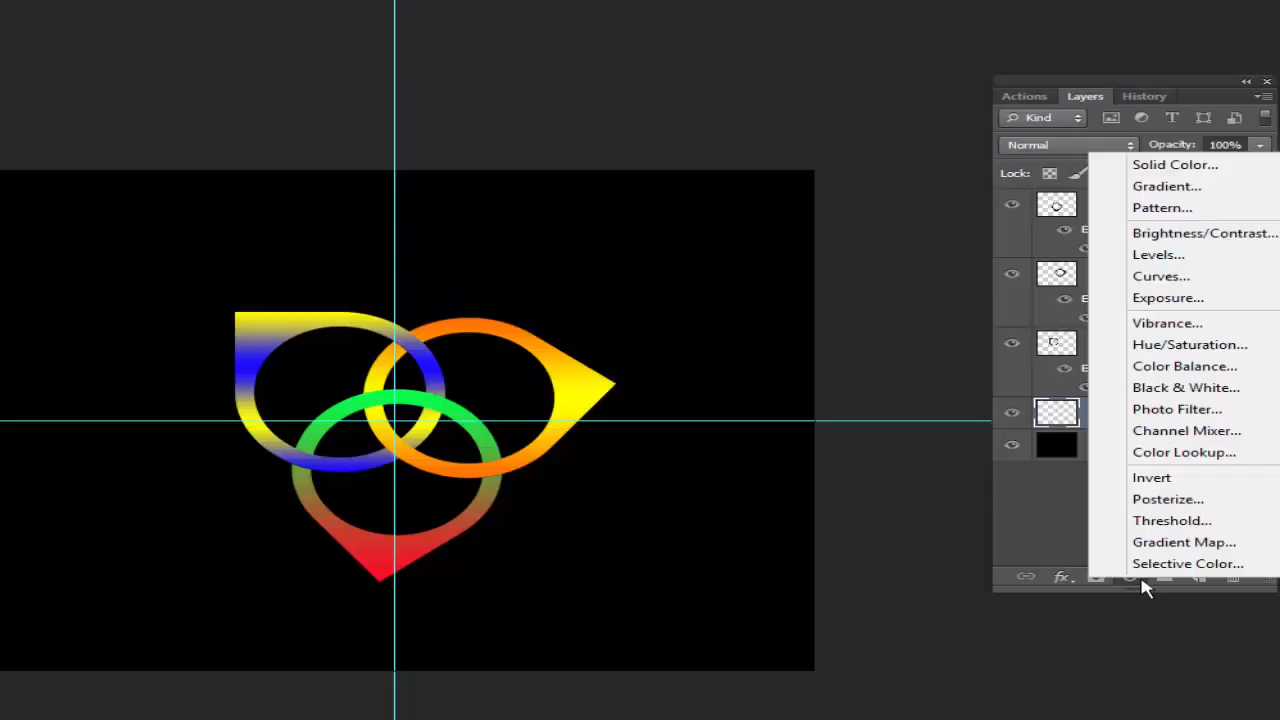 Actions Layers History
Kind
Normal Opacity: 100%
Lock:
Solid Color...
Gradient...
Pattern...
Brightness/Contrast...
Levels...
Curves...
Exposure...
Vibrance...
Hue/Saturation...
Color Balance...
Black & White...
Photo Filter...
Channel Mixer...
Color Lookup...
Invert
Posterize...
Threshold...
Gradient Map...
Selective Color...
fx